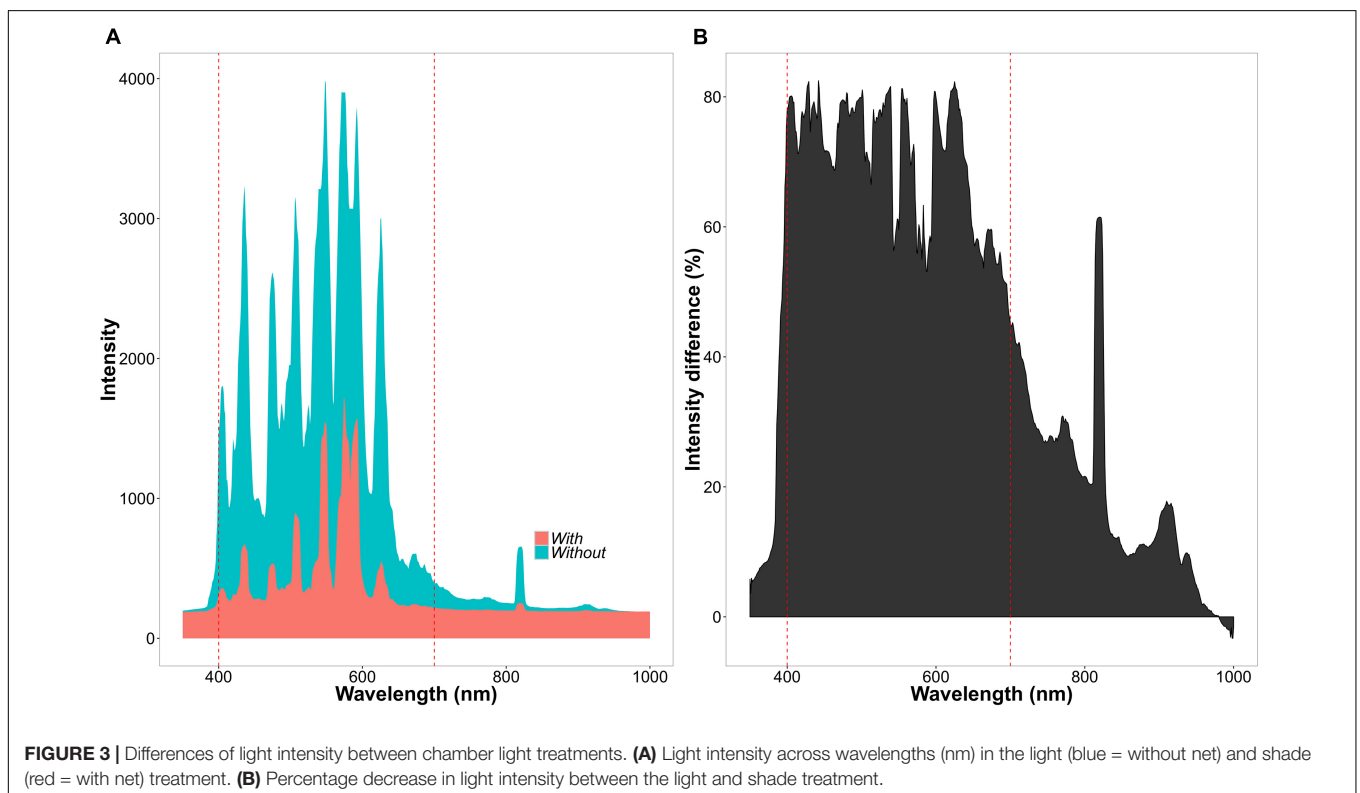 A
B
4000
3000
2000
1000
0
Intensity
With
Without
400
600
800
1000
Wavelength (nm)
80
60
40
20
0
Intensity difference (%)
400
600
800
1000
Wavelength (nm)
FIGURE 3 | Differences of light intensity between chamber light treatments. (A) Light intensity across wavelengths (nm) in the light (blue = without net) and shade
(red = with net) treatment. (B) Percentage decrease in light intensity between the light and shade treatment.